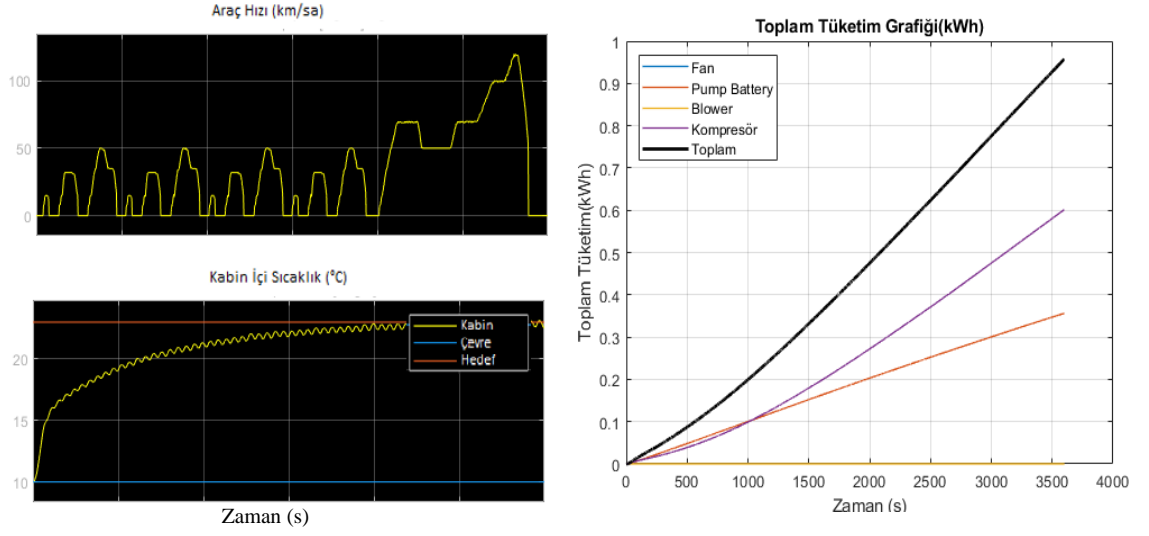 Araç Hızı (km/sa)
100
50
0
Kabin İçi Sıcaklık (°C)
Kabin
Çevre
Hedef
20
15
10
Zaman (s)
Toplam Tüketim Grafiği(kWh)
Fan
Pump Battery
Blower
Kompresör
Toplam
Toplam Tüketim(kWh)
1
0.9
0.8
0.7
0.6
0.5
0.4
0.3
0.2
0.1
0
0 500 1000 1500 2000 2500 3000 3500 4000
Zaman (s)